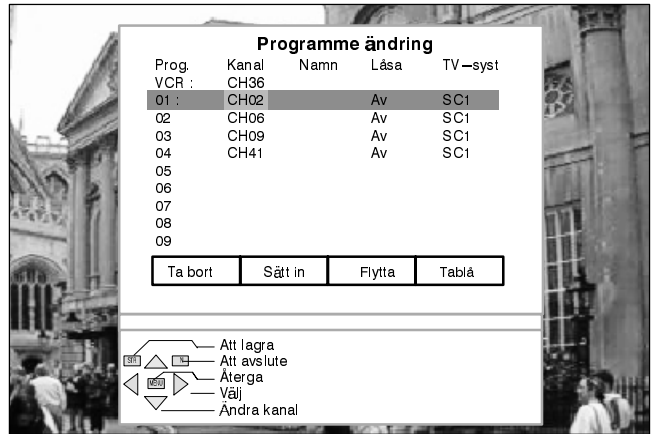 Programme ändring
Prog. Kanal Namn Låsa TV–syst
VCR : CH36
01 : CH02 Av SC1
02 CH06 Av SC1
03 CH09 Av SC1
04 CH41 Av SC1
05
06
07
08
09
Ta bort Sätt in Flytta Tablå
Att lagra
STR N Att avslute
MENU Återga
Välj
Ändra kanal